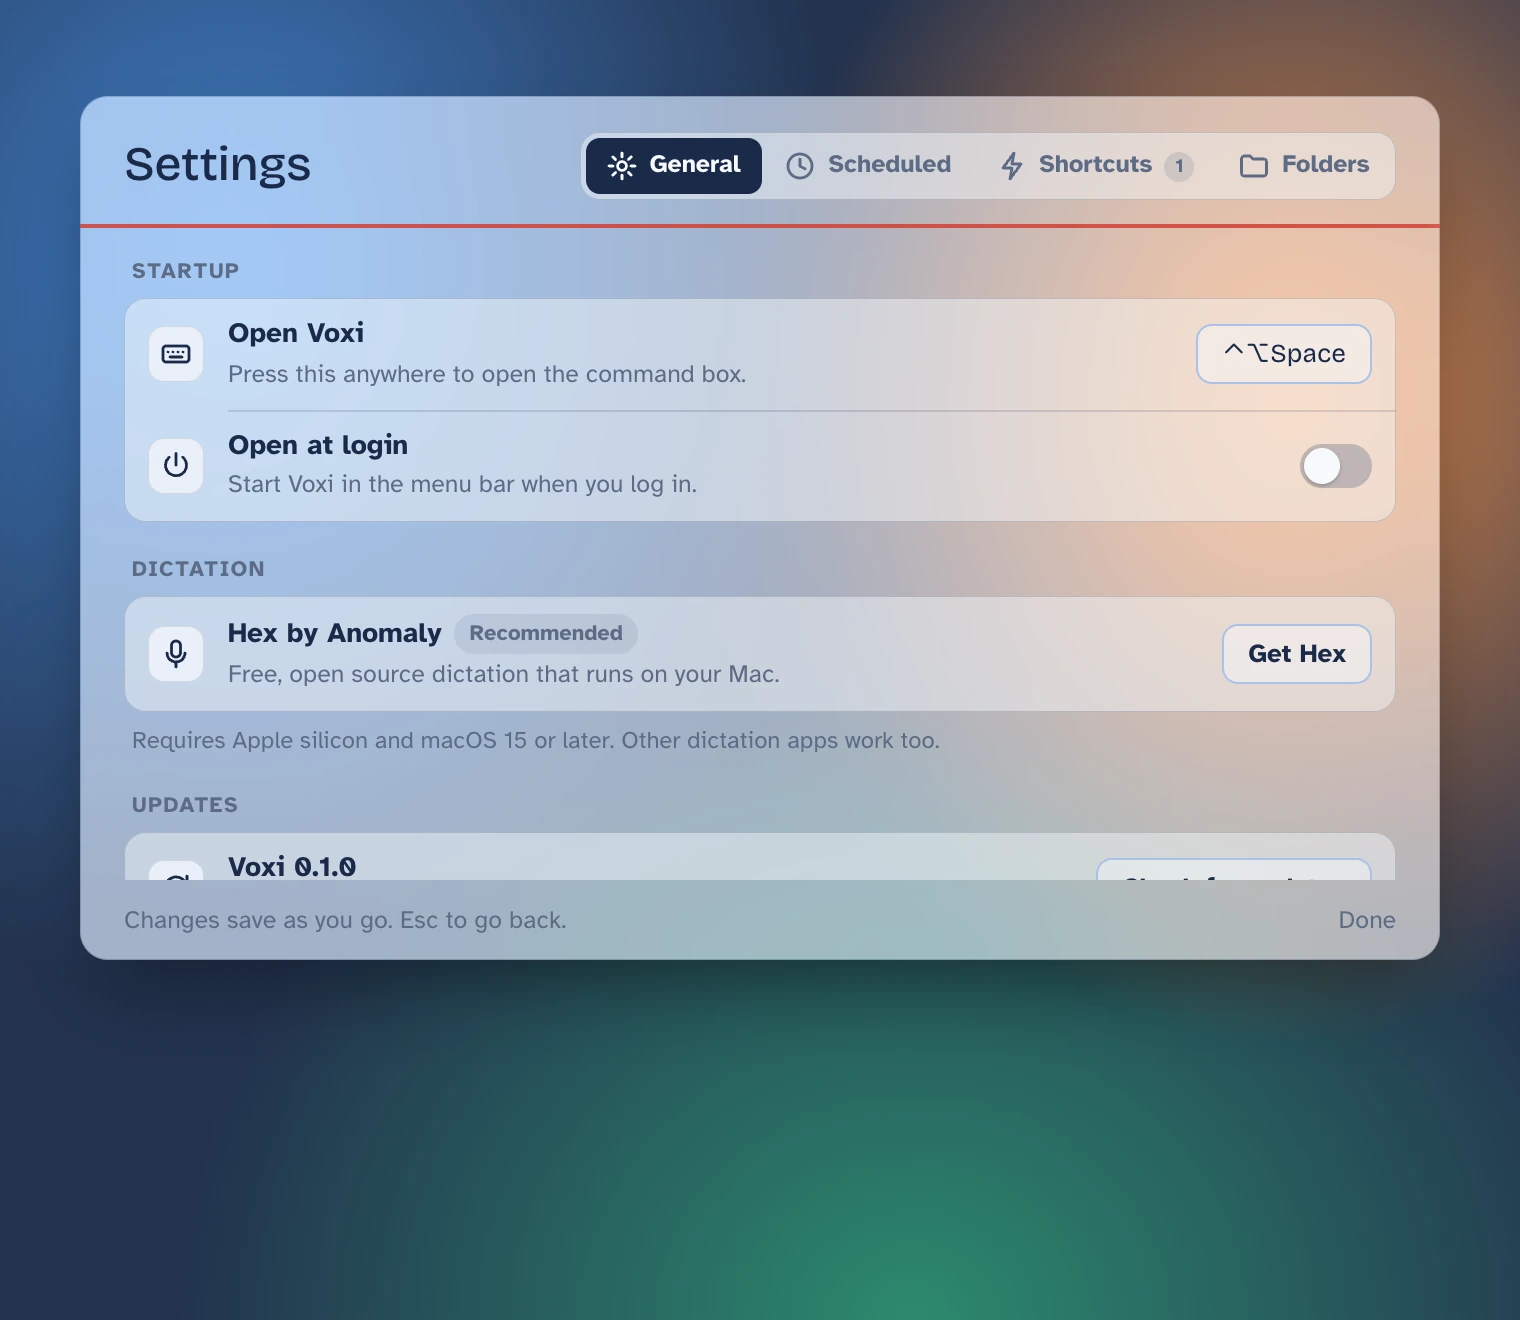 Settings
General
Scheduled
Shortcuts 1
Folders
STARTUP
Open Voxi
Press this anywhere to open the command box.
⌃⌥Space
Open at login
Start Voxi in the menu bar when you log in.
DICTATION
Hex by Anomaly Recommended
Free, open source dictation that runs on your Mac.
Get Hex
Requires Apple silicon and macOS 15 or later. Other dictation apps work too.
UPDATES
Voxi 0.1.0
Changes save as you go. Esc to go back.
Done